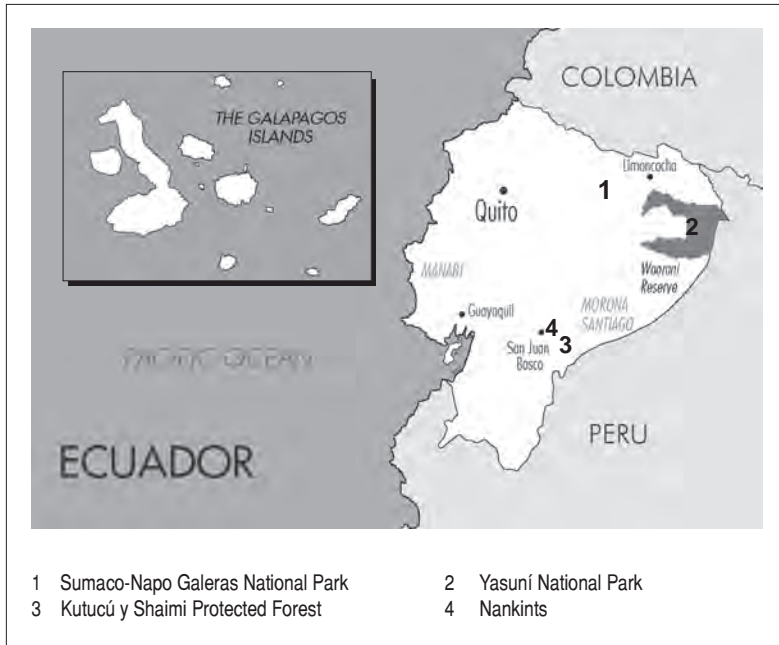 THE GALAPAGOS
ISLANDS
COLOMBIA
Limoncocha
1
Quito
2
MANABI
Waorani
Reserve
Guayaquil
MORONA
SANTIAGO
4
3
San Juan
Bosco
PACIFIC OCEAN
PERU
ECUADOR
1 Sumaco-Napo Galeras National Park
2 Yasuní National Park
3 Kutucú y Shaimi Protected Forest
4 Nankints